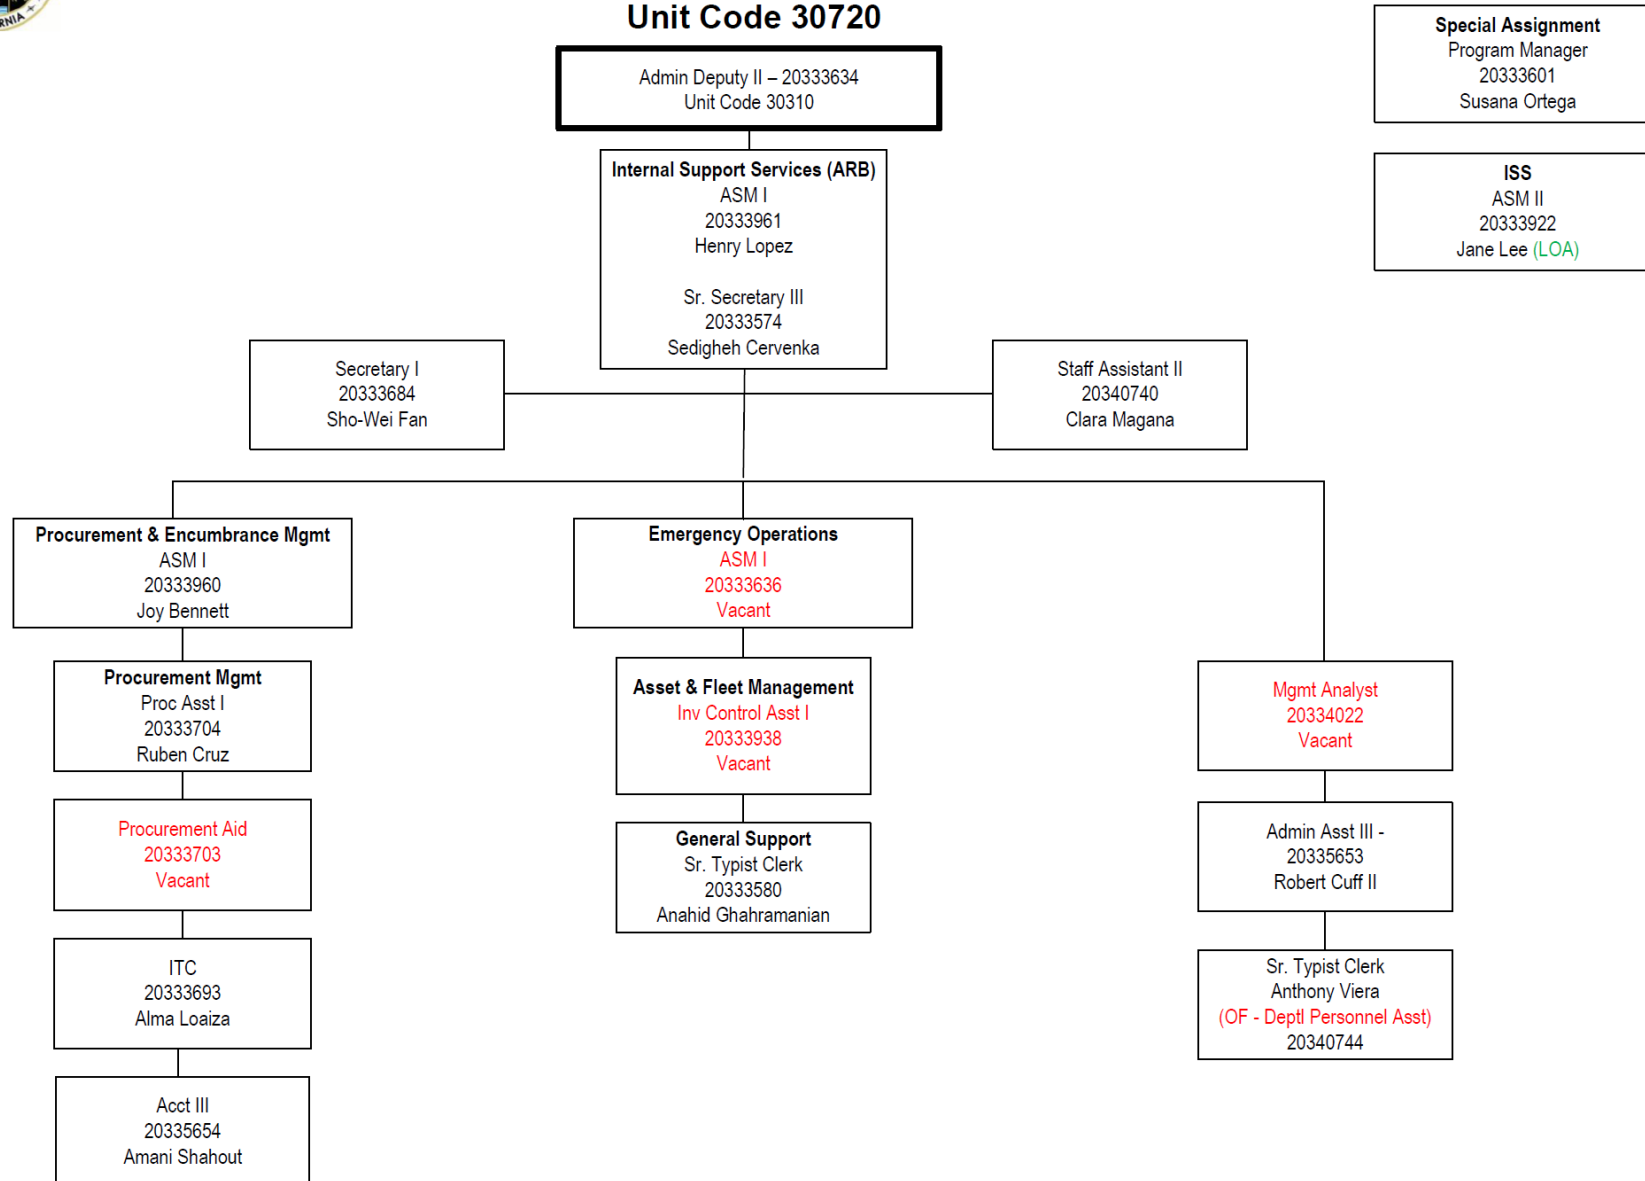 RNIA
Unit Code 30720
Admin Deputy II – 20333634
Unit Code 30310
Special Assignment
Program Manager
20333601
Susana Ortega
ISS
ASM II
20333922
Jane Lee (LOA)
Internal Support Services (ARB)
ASM I
20333961
Henry Lopez
Sr. Secretary III
20333574
Sedigheh Cervenka
Secretary I
20333684
Sho-Wei Fan
Staff Assistant II
20340740
Clara Magana
Procurement & Encumbrance Mgmt
ASM I
20333960
Joy Bennett
Procurement Mgmt
Proc Asst I
20333704
Ruben Cruz
Procurement Aid
20333703
Vacant
ITC
20333693
Alma Loaiza
Acct III
20335654
Amani Shahout
Emergency Operations
ASM I
20333636
Vacant
Asset & Fleet Management
Inv Control Asst I
20333938
Vacant
General Support
Sr. Typist Clerk
20333580
Anahid Ghahramanian
Mgmt Analyst
20334022
Vacant
Admin Asst III -
20335653
Robert Cuff II
Sr. Typist Clerk
Anthony Viera
(OF - Deptl Personnel Asst)
20340744